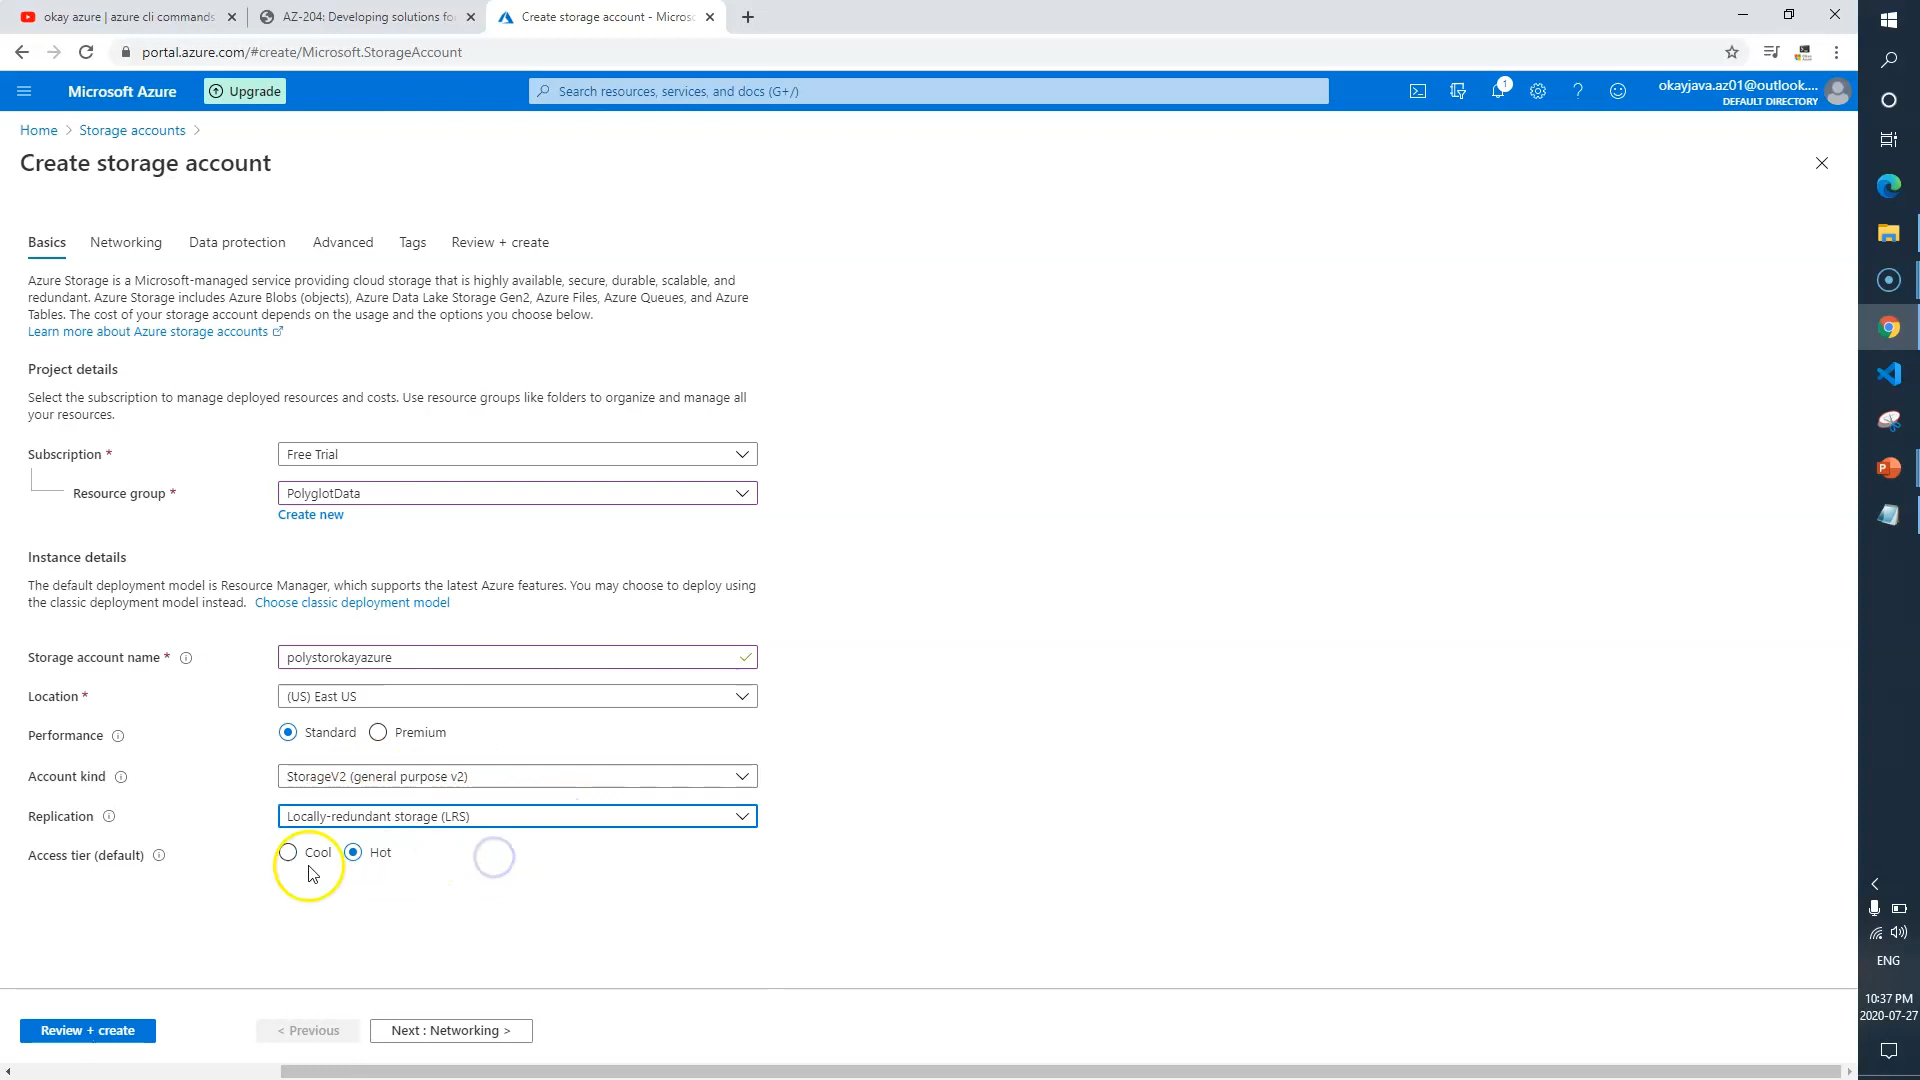 okay azure | azure cli commands
AZ-204: Developing solutions fo
Create storage account - Micros
portal.azure.com/#create/Microsoft.StorageAccount
Microsoft Azure
Upgrade
Search resources, services, and docs (G+/)
1
okayjava.az01@outlook....
DEFAULT DIRECTORY
Home > Storage accounts >
Create storage account
Basics Networking Data protection Advanced Tags Review + create
Azure Storage is a Microsoft-managed service providing cloud storage that is highly available, secure, durable, scalable, and
redundant. Azure Storage includes Azure Blobs (objects), Azure Data Lake Storage Gen2, Azure Files, Azure Queues, and Azure
Tables. The cost of your storage account depends on the usage and the options you choose below.
Learn more about Azure storage accounts
Project details
Select the subscription to manage deployed resources and costs. Use resource groups like folders to organize and manage all
your resources.
Subscription *
Free Trial
Resource group *
PolyglotData
Create new
Instance details
The default deployment model is Resource Manager, which supports the latest Azure features. You may choose to deploy using
the classic deployment model instead. Choose classic deployment model
Storage account name *
polystorokayazure
Location *
(US) East US
Performance
Standard Premium
Account kind
StorageV2 (general purpose v2)
Replication
Locally-redundant storage (LRS)
Access tier (default)
Cool Hot
Review + create
< Previous
Next : Networking >
P
ENG
10:37 PM
2020-07-27